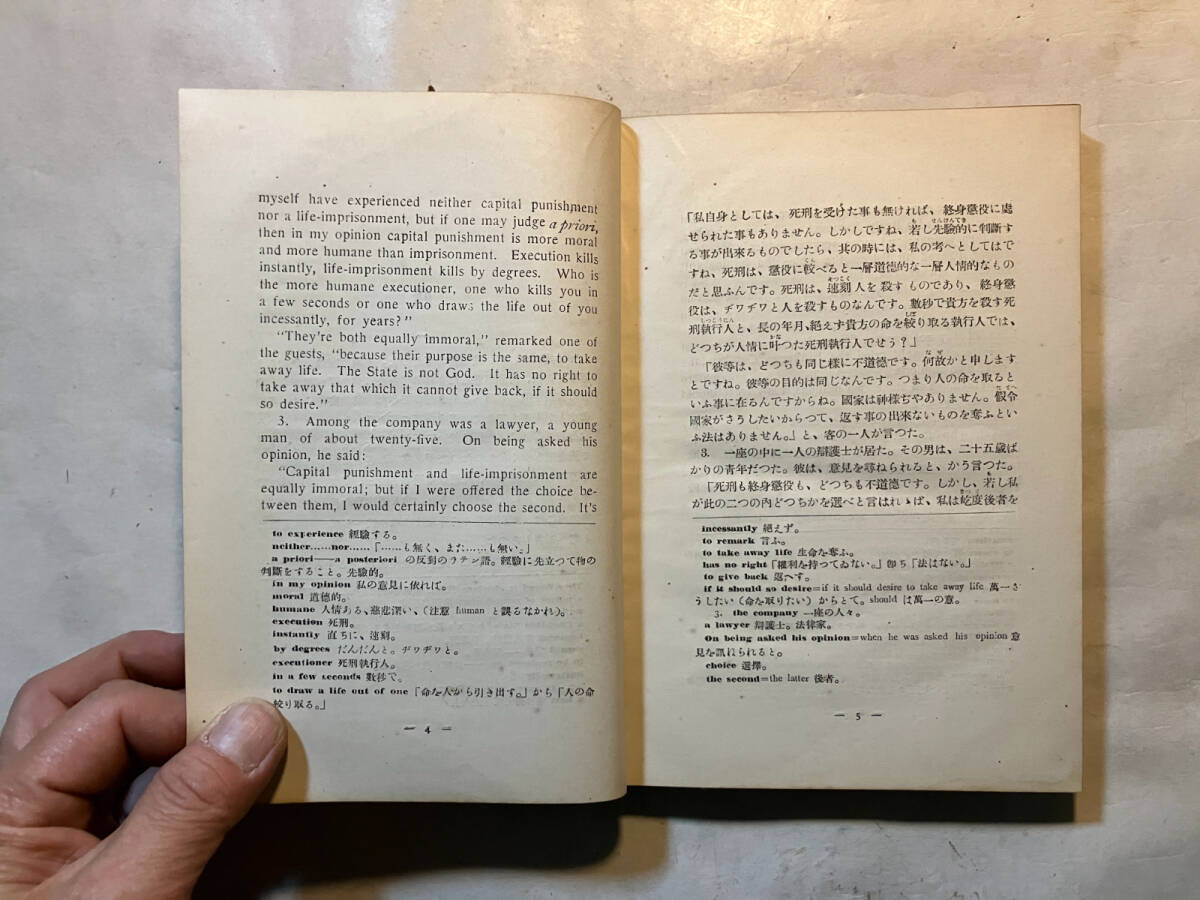 myself have experienced neither capital punishment
nor a life-imprisonment, but if one may judge a priori,
then in my opinion capital punishment is more moral
and more humane than imprisonment. Execution kills
instantly, life-imprisonment kills by degrees. Who is
the more humane executioner, one who kills you in
a few seconds or one who draws the life out of you
incessantly, for years?"
"They're both equally immoral," remarked one of
the guests, "because their purpose is the same, to take
away life. The State is not God. It has no right to
take away that which it cannot give back, if it should
so desire."
3. Among the company was a lawyer, a young
man of about twenty-five. On being asked his
opinion, he said:
"Capital punishment and life-imprisonment are
equally immoral; but if I were offered the choice be-
tween them, I would certainly choose the second. It's
to experience 經驗する。
neither……nor……「……も無く、また……も無い。」
a priori—a posteriori の反對のラテン語。經驗に先立つて物の
判斷をすること。先驗的。
in my opinion 私の意見に依れば。
moral 道德的。
humane 人情ある、慈悲深い、(注意 human と誤るなかれ)。
execution 死刑。
instantly 直ちに、速刻。
by degrees だんだんと。ヂワヂワと。
executioner 死刑執行人。
in a few seconds 數秒で。
to draw a life out of one「命を人から引き出す。」から「人の命
絞り取る。」
— 4 —
「私自身としては、死刑を受けた事も無ければ、終身懲役に處
せられた事もありません。しかしですね、若し先驗的に判斷す
る事が出來るものでしたら、其の時には、私の考へとしてはで
すね、死刑は、懲役に較べると一層道德的な一層人情的なもの
だと思ふんです。死刑は、速刻人を殺すものであり、終身懲
役は、ヂワヂワと人を殺すものなんです。數秒で貴方を殺す死
刑執行人と、長の年月、絕えず貴方の命を絞り取る執行人では、
どつちが人情に叶つた死刑執行人でせう?」
「彼等は、どつちも同じ樣に不道德です。何故かと申します
とですね。彼等の目的は同じなんです。つまり人の命を取ると
いふ事に在るんですからね。國家は神樣ぢやありません。假令
國家がさうしたいからつて、返す事の出來ないものを奪ふとい
ふ法はありません。」と、客の一人が言つた。
3. 一座の中に一人の辯護士が居た。その男は、二十五歲ば
かりの靑年だつた。彼は、意見を尋ねられると、かう言つた。
「死刑も終身懲役も、どつちも不道德です。しかし、若し私
が此の二つの內どつちかを選べと言はれゝば、私は屹度後者を
incessantly 絕えず。
to remark 言ふ。
to take away life 生命を奪ふ。
has no right「權利を持つてゐない。」卽ち「法はない。」
to give back 返へす。
if it should so desire=if it should desire to take away life 萬一さ
うしたい(命を取りたい)からとて。should は萬一の意。
3. the company 一座の人々。
a lawyer 辯護士。法律家。
On being asked his opinion=when he was asked his opinion 意
見を訊ねられると。
choice 選擇。
the second=the latter 後者。
— 5 —